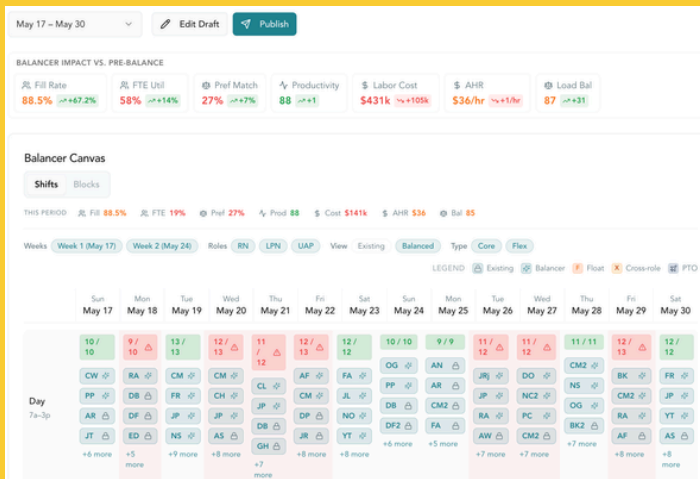 May 17 – May 30 Edit Draft Publish
BALANCER IMPACT VS. PRE-BALANCE
Fill Rate FTE Util Pref Match Productivity $ Labor Cost $ AHR Load Bal
88.5% +67.2% 58% +14% 27% +7% 88 +1 $431k +105k $36/hr +1/hr 87 +31
Balancer Canvas
Shifts Blocks
THIS PERIOD Fill 88.5% FTE 19% Pref 27% Prod 88 $ Cost $141k $ AHR $36 Bal 85
Weeks Week 1 (May 17) Week 2 (May 24) Roles RN LPN UAP View Existing Balanced Type Core Flex
LEGEND Existing Balancer F Float X Cross-role PTO
Sun Mon Tue Wed Thu Fri Sat Sun Mon Tue Wed Thu Fri Sat
May 17 May 18 May 19 May 20 May 21 May 22 May 23 May 24 May 25 May 26 May 27 May 28 May 29 May 30
10 / 10 9 / 10 13 / 13 12 / 13 11 / 12 12 / 13 12 / 12 10 / 10 9 / 9 11 / 12 11 / 12 11 / 11 12 / 13 12 / 12
CW RA CM CM CL AF FA OG AN JRj DO CM2 BK FR
PP DB FR CH JP CM JL PP AR JP NC2 NS CM2 JP
Day
7a–3p
AR DF JP JP DB DP NO DB CM2 RA PC OG RA YT
JT ED NS AS GH JR YT DF2 FA AW CM2 BK2 AF AS
+6 more +5 more +9 more +8 more +7 more +8 more +8 more +6 more +5 more +7 more +7 more +7 more +8 more +8 more